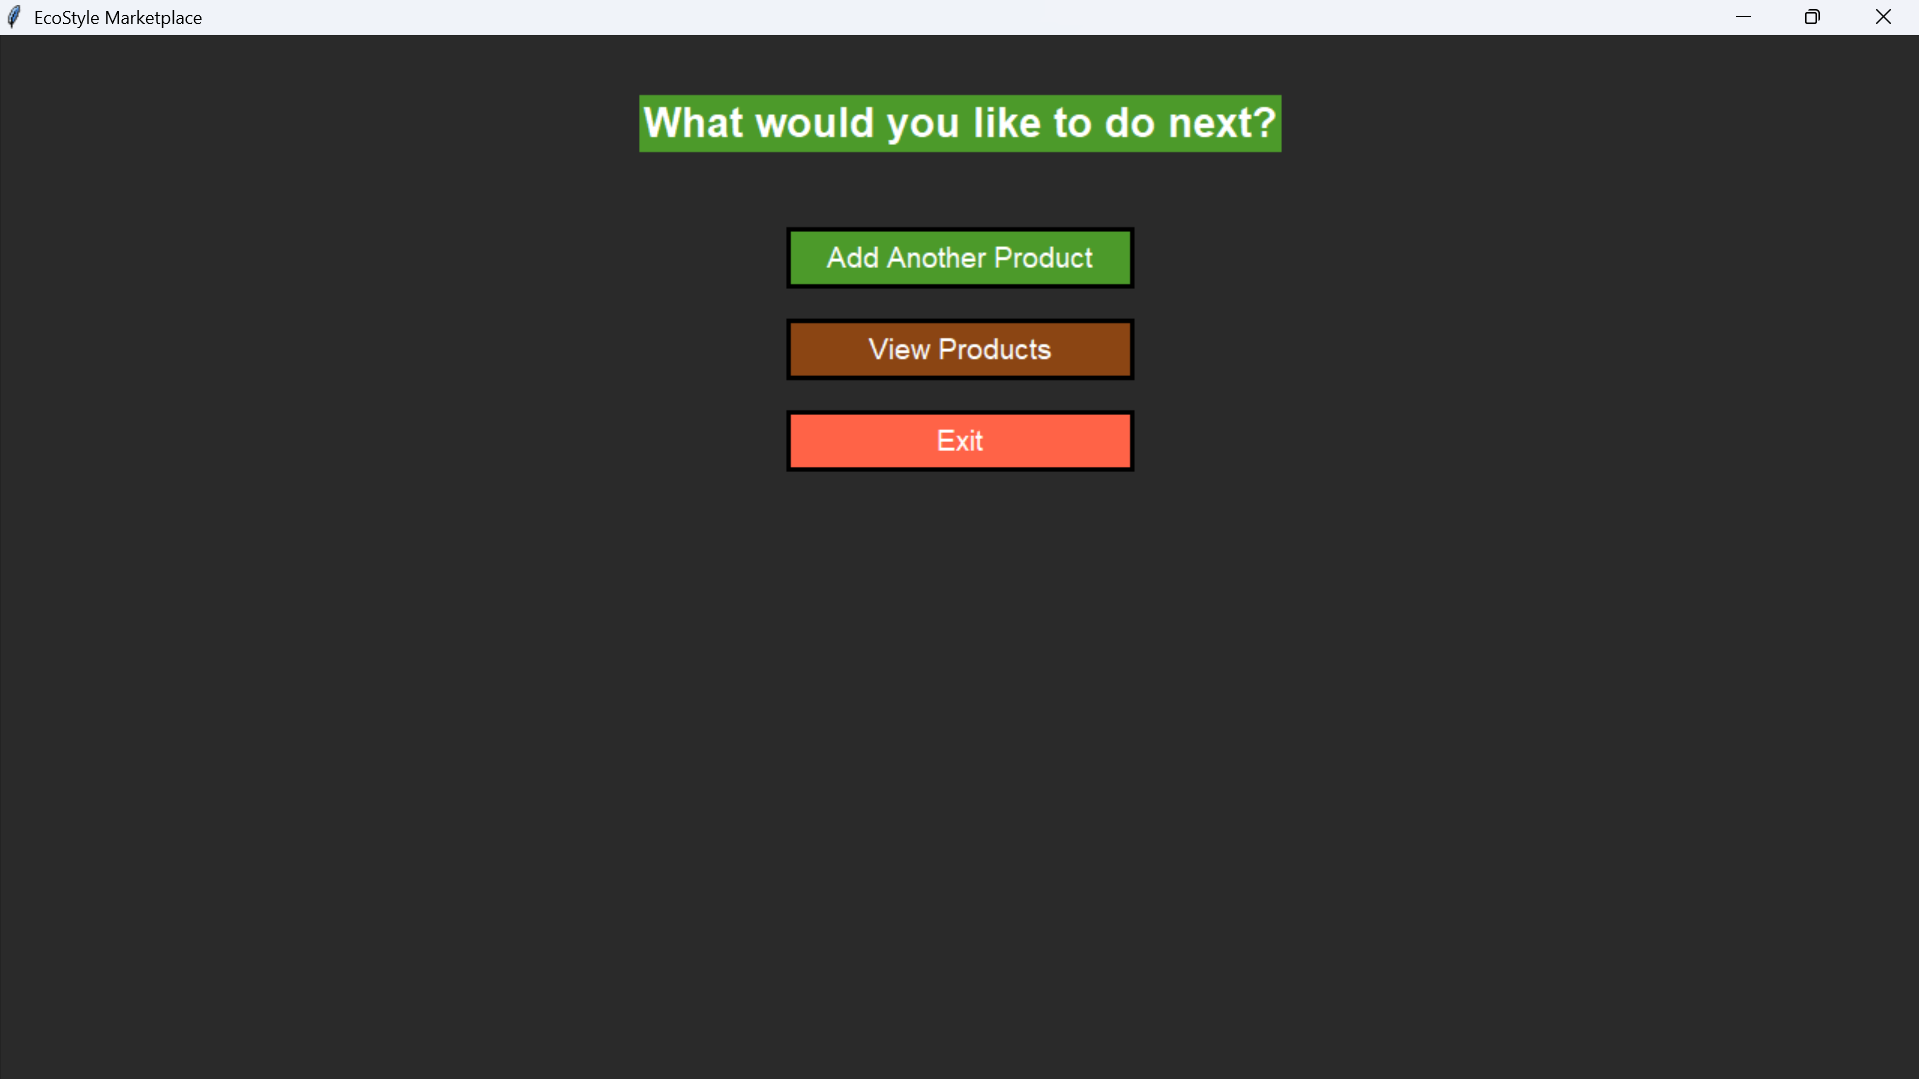 EcoStyle Marketplace
What would you like to do next?
Add Another Product
View Products
Exit